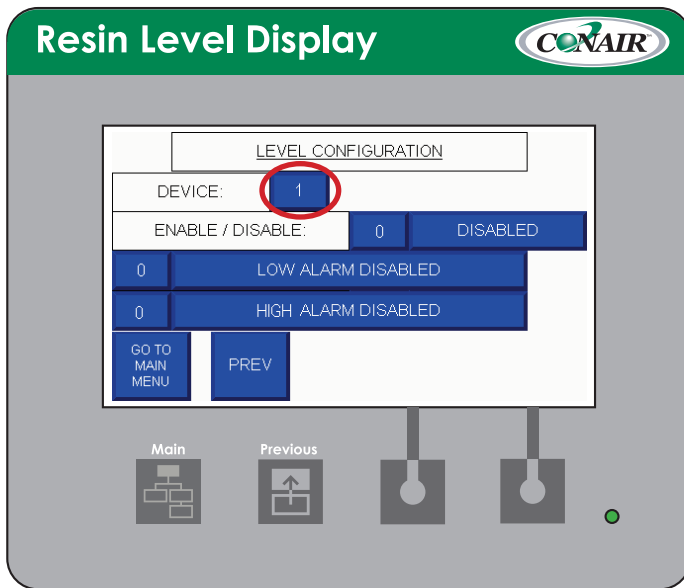 Resin Level Display
CONAIR
LEVEL CONFIGURATION
DEVICE: 1
ENABLE / DISABLE: 0 DISABLED
0 LOW ALARM DISABLED
0 HIGH ALARM DISABLED
GO TO
MAIN
MENU
PREV
Main Previous